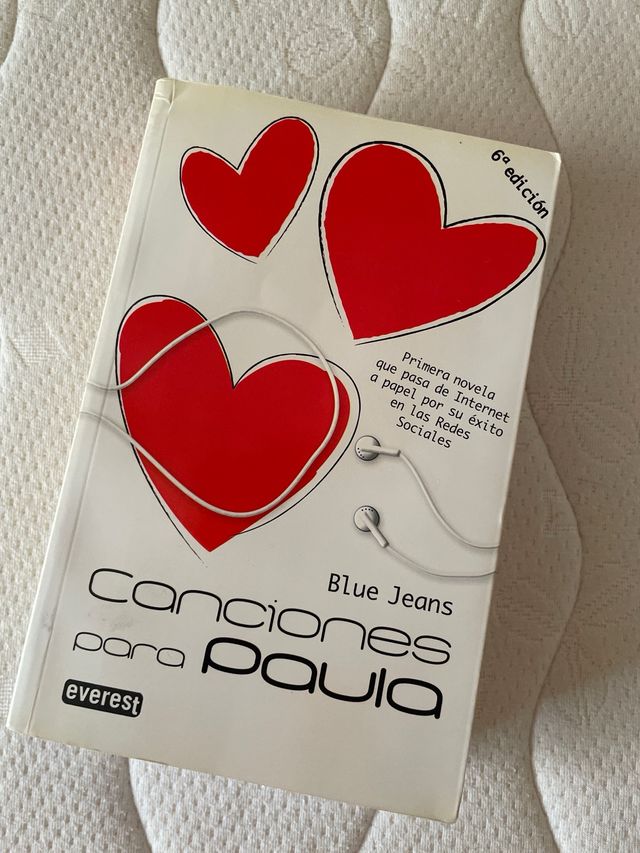 6ª edición
Primera novela
que pasa de Internet
a papel por su éxito
en las Redes
Sociales
Blue Jeans
Canciones
para Paula
everest